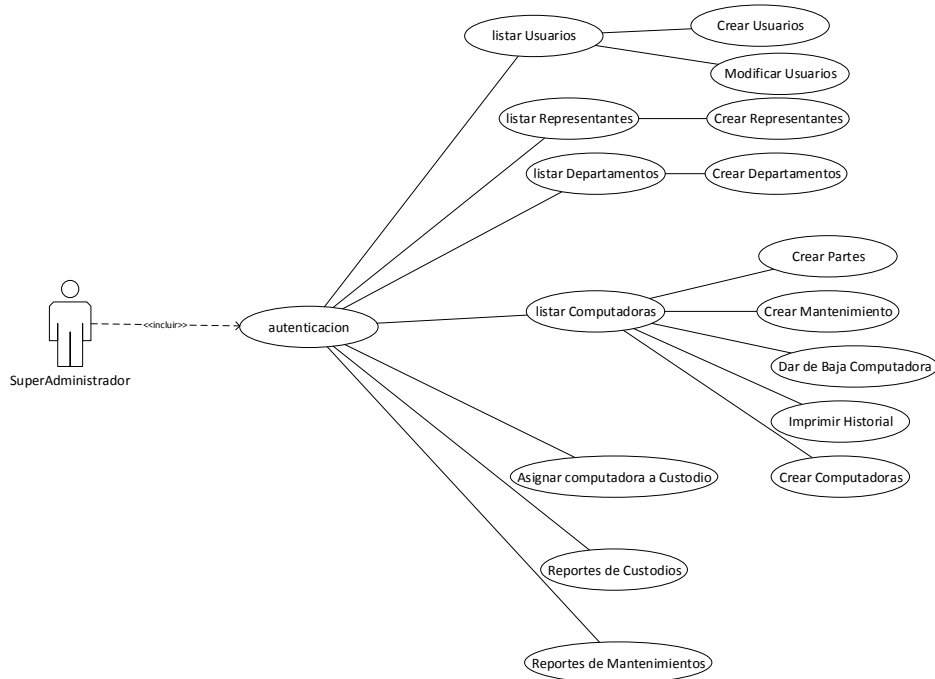 listar Usuarios
Crear Usuarios
Modificar Usuarios
listar Representantes
Crear Representantes
listar Departamentos
Crear Departamentos
Crear Partes
SuperAdministrador
<<incluir>>
autenticacion
listar Computadoras
Crear Mantenimiento
Dar de Baja Computadora
Imprimir Historial
Asignar computadora a Custodio
Crear Computadoras
Reportes de Custodios
Reportes de Mantenimientos